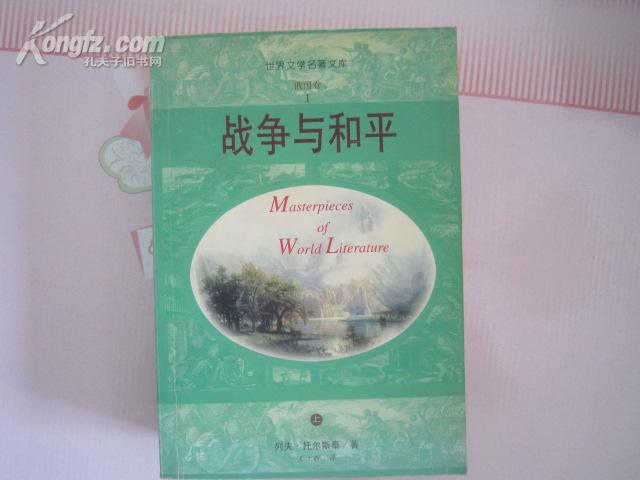 Kongfz.com
孔夫子旧书网
世界文学名著文库
俄国卷
I
战争与和平
Masterpieces
of
World Literature
上
列夫·托尔斯泰 著
译